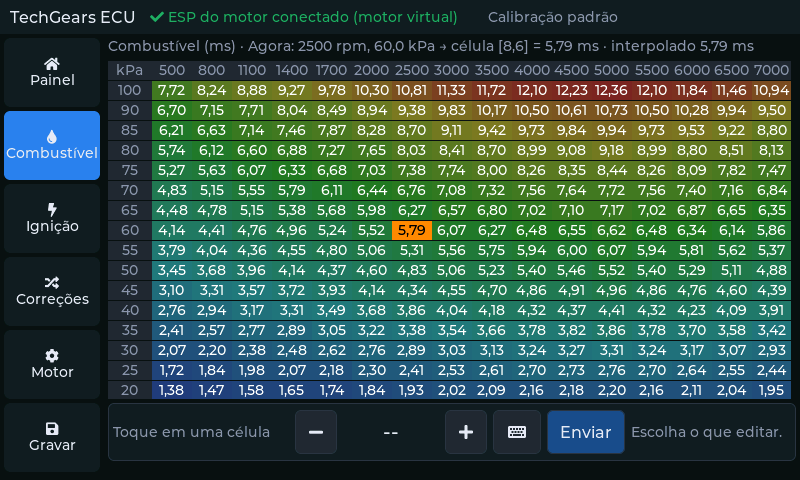 TechGears ECU ESP do motor conectado (motor virtual) Calibração padrão
Painel
Combustível
Ignição
Correções
Motor
Gravar
Combustível (ms) · Agora: 2500 rpm, 60,0 kPa → célula [8,6] = 5,79 ms · interpolado 5,79 ms
kPa 500 800 1100 1400 1700 2000 2500 3000 3500 4000 4500 5000 5500 6000 6500 7000
100 7,72 8,24 8,88 9,27 9,78 10,30 10,81 11,33 11,72 12,10 12,23 12,36 12,10 11,84 11,46 10,94
90 6,70 7,15 7,71 8,04 8,49 8,94 9,38 9,83 10,17 10,50 10,61 10,73 10,50 10,28 9,94 9,50
85 6,21 6,63 7,14 7,46 7,87 8,28 8,70 9,11 9,42 9,73 9,84 9,94 9,73 9,53 9,22 8,80
80 5,74 6,12 6,60 6,88 7,27 7,65 8,03 8,41 8,70 8,99 9,08 9,18 8,99 8,80 8,51 8,13
75 5,27 5,63 6,07 6,33 6,68 7,03 7,38 7,74 8,00 8,26 8,35 8,44 8,26 8,09 7,82 7,47
70 4,83 5,15 5,55 5,79 6,11 6,44 6,76 7,08 7,32 7,56 7,64 7,72 7,56 7,40 7,16 6,84
65 4,48 4,78 5,15 5,38 5,68 5,98 6,27 6,57 6,80 7,02 7,10 7,17 7,02 6,87 6,65 6,35
60 4,14 4,41 4,76 4,96 5,24 5,52 5,79 6,07 6,27 6,48 6,55 6,62 6,48 6,34 6,14 5,86
55 3,79 4,04 4,36 4,55 4,80 5,06 5,31 5,56 5,75 5,94 6,00 6,07 5,94 5,81 5,62 5,37
50 3,45 3,68 3,96 4,14 4,37 4,60 4,83 5,06 5,23 5,40 5,46 5,52 5,40 5,29 5,11 4,88
45 3,10 3,31 3,57 3,72 3,93 4,14 4,34 4,55 4,70 4,86 4,91 4,96 4,86 4,76 4,60 4,39
40 2,76 2,94 3,17 3,31 3,49 3,68 3,86 4,04 4,18 4,32 4,37 4,41 4,32 4,23 4,09 3,91
35 2,41 2,57 2,77 2,89 3,05 3,22 3,38 3,54 3,66 3,78 3,82 3,86 3,78 3,70 3,58 3,42
30 2,07 2,20 2,38 2,48 2,62 2,76 2,89 3,03 3,13 3,24 3,27 3,31 3,24 3,17 3,07 2,93
25 1,72 1,84 1,98 2,07 2,18 2,30 2,41 2,53 2,61 2,70 2,73 2,76 2,70 2,64 2,55 2,44
20 1,38 1,47 1,58 1,65 1,74 1,84 1,93 2,02 2,09 2,16 2,18 2,20 2,16 2,11 2,04 1,95
Toque em uma célula − -- + Enviar Escolha o que editar.